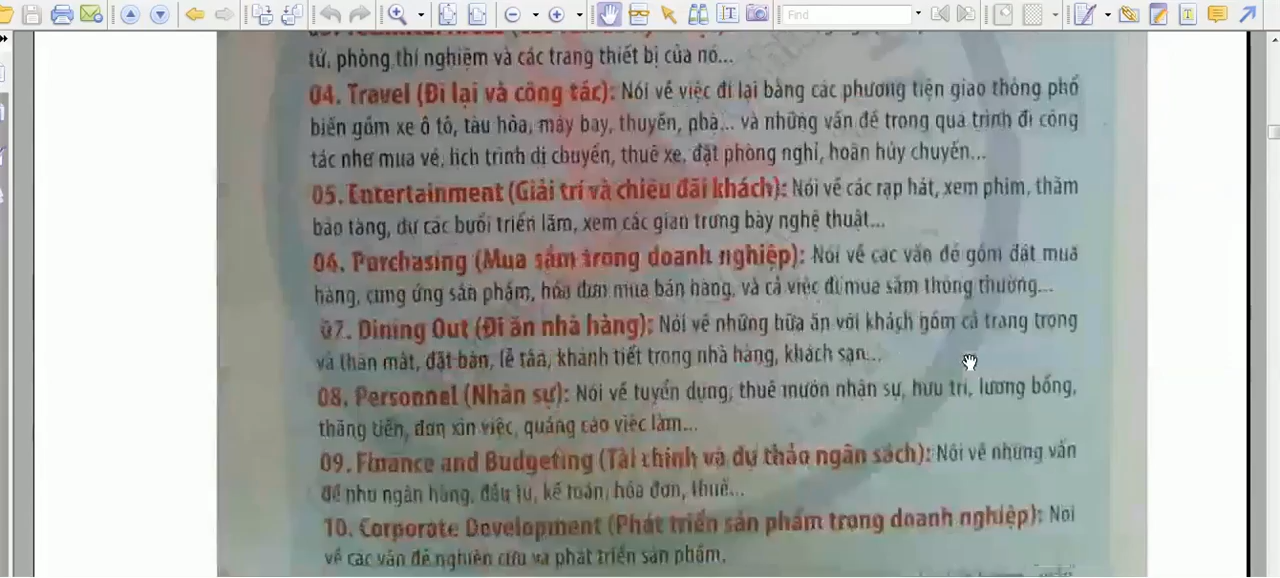 Find
tử, phòng thí nghiệm và các trang thiết bị của nó...
04. Travel (Đi lại và công tác): Nói về việc đi lại bằng các phương tiện giao thông phổ
biến gồm xe ô tô, tàu hỏa, máy bay, thuyền, phà... và những vấn đề trong quá trình đi công
tác như mua vé, lịch trình di chuyển, thuê xe, đặt phòng nghỉ, hoãn hủy chuyến...
05. Entertainment (Giải trí và chiêu đãi khách): Nói về các rạp hát, xem phim, thăm
bảo tàng, dự các buổi triển lãm, xem các gian trưng bày nghệ thuật...
06. Purchasing (Mua sắm trong doanh nghiệp): Nói về các vấn đề gồm đặt mua
hàng, cung ứng sản phẩm, hóa đơn mua bán hàng, và cả việc đi mua sắm thông thường...
07. Dining Out (Đi ăn nhà hàng): Nói về những bữa ăn với khách gồm cả trang trọng
và thân mật, đặt bàn, lễ tân, khánh tiết trong nhà hàng, khách sạn...
08. Personnel (Nhân sự): Nói về tuyển dụng, thuê mướn nhận sự, hưu trí, lương bổng,
thăng tiến, đơn xin việc, quảng cáo việc làm...
09. Finance and Budgeting (Tài chính và dự thảo ngân sách): Nói về những vấn
đề như ngân hàng, đầu tư, kế toán, hóa đơn, thuế...
10. Corporate Development (Phát triển sản phẩm trong doanh nghiệp): Nói
về các vấn đề nghiên cứu và phát triển sản phẩm.